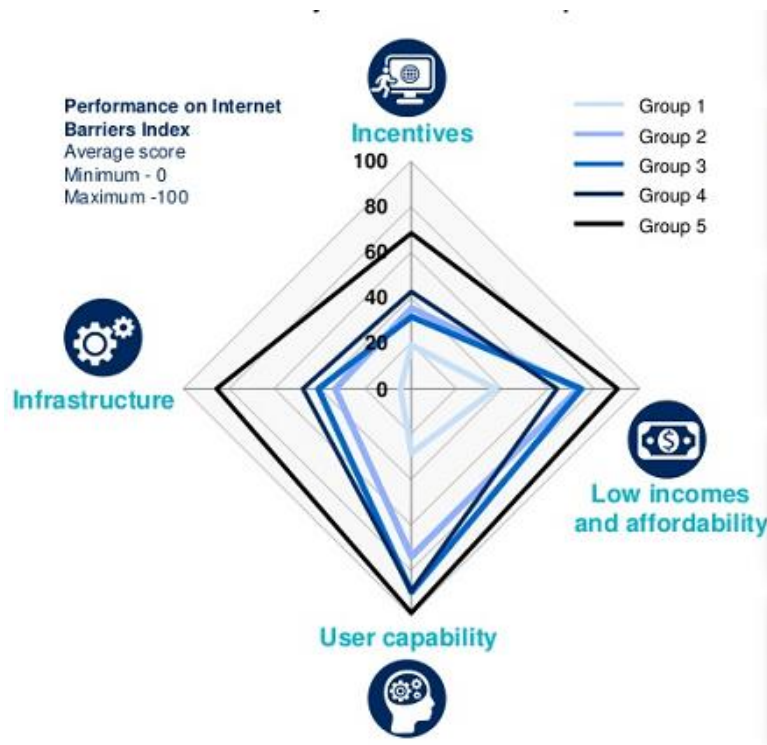 Performance on Internet
Barriers Index
Average score
Minimum - 0
Maximum -100
Incentives
Group 1
Group 2
Group 3
Group 4
Group 5
100
80
60
40
20
0
Infrastructure
Low incomes
and affordability
User capability